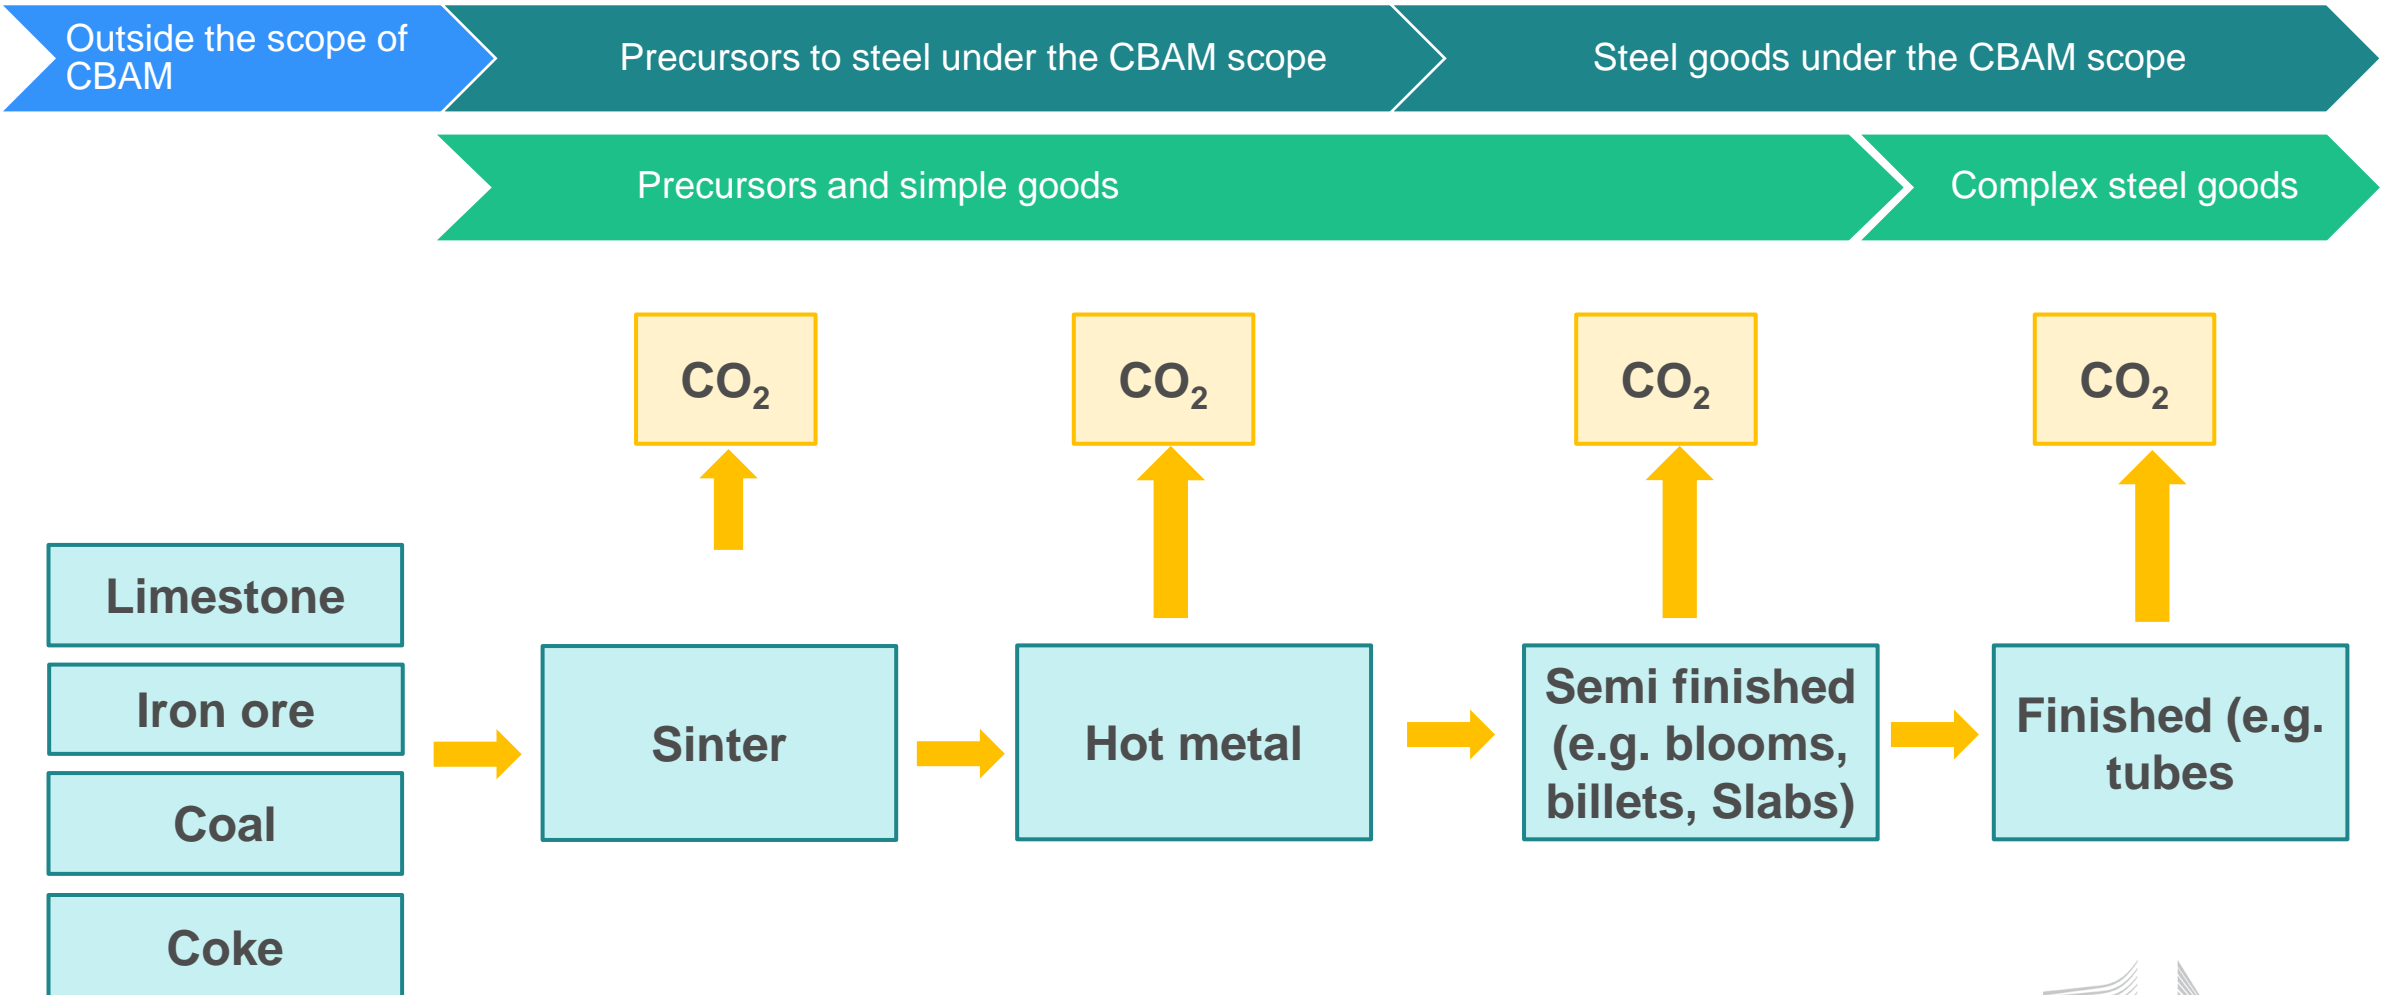 Outside the scope of
CBAM
Precursors to steel under the CBAM scope
Steel goods under the CBAM scope
Precursors and simple goods
Complex steel goods
CO₂
CO₂
CO₂
CO₂
Limestone
Iron ore
Coal
Coke
Sinter
Hot metal
Semi finished
(e.g. blooms,
billets, Slabs)
Finished (e.g.
tubes